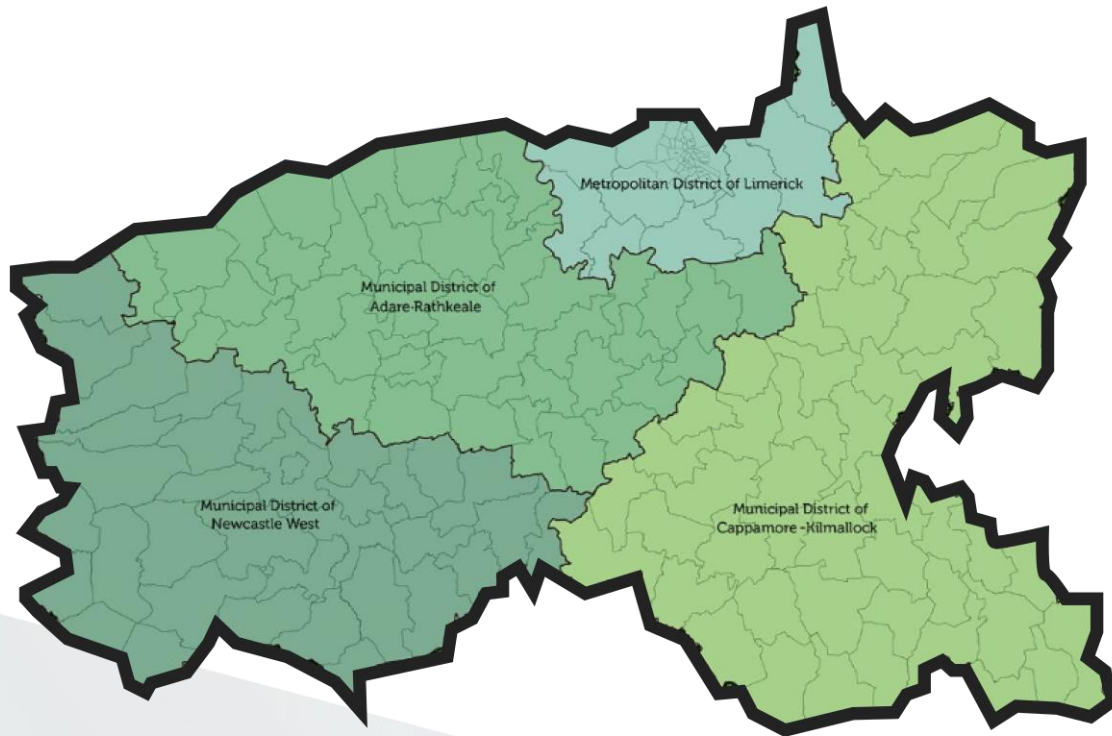 Metropolitan District of Limerick
Municipal District of
Adare-Rathkeale
Municipal District of
Newcastle West
Municipal District of
Cappamore -Kilmallock